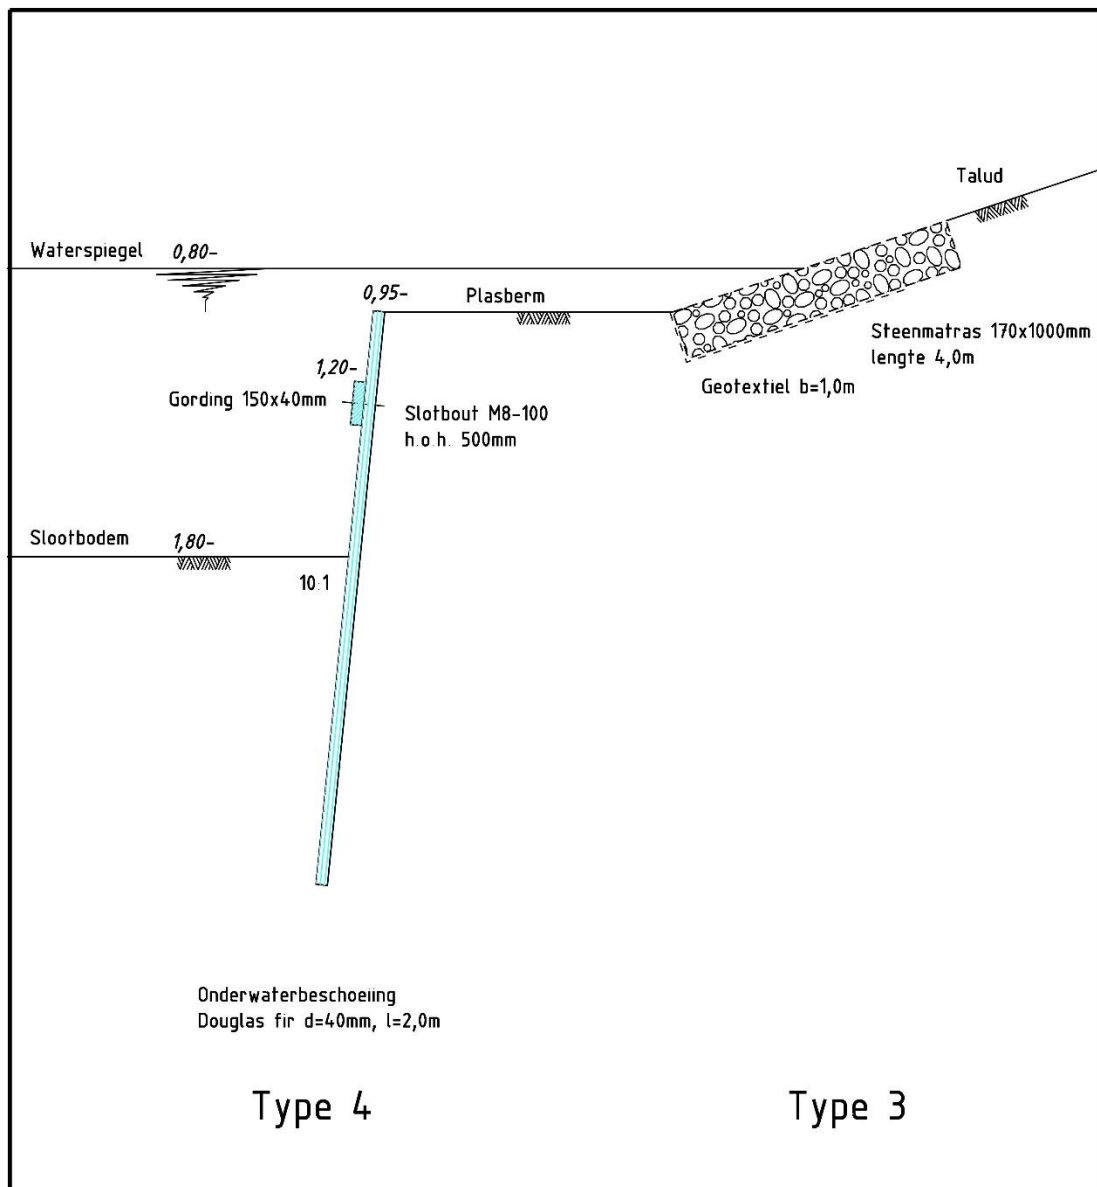 Talud
Waterspiegel 0,80-
0,95- Plasberm
Steenmatras 170x1000mm
lengte 4,0m
1,20-
Geotextiel b=1,0m
Gording 150x40mm
Slotbout M8-100
h.o.h. 500mm
Slootbodem 1,80-
10:1
Onderwaterbeschoeiing
Douglas fir d=40mm, l=2,0m
Type 4 Type 3